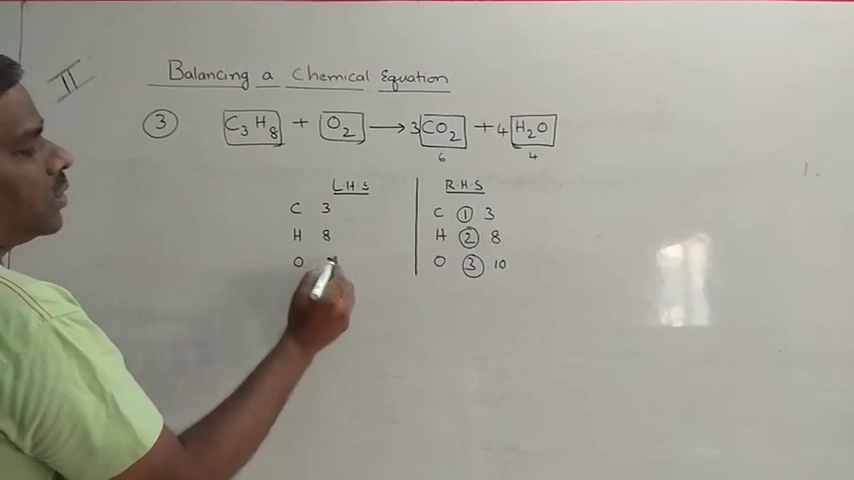 II Balancing a Chemical Equation
③ C₃H₈ + O₂ → 3CO₂ + 4H₂O
6 4
LHS RHS
C 3 C ① 3
H 8 H ② 8
O O ③ 10